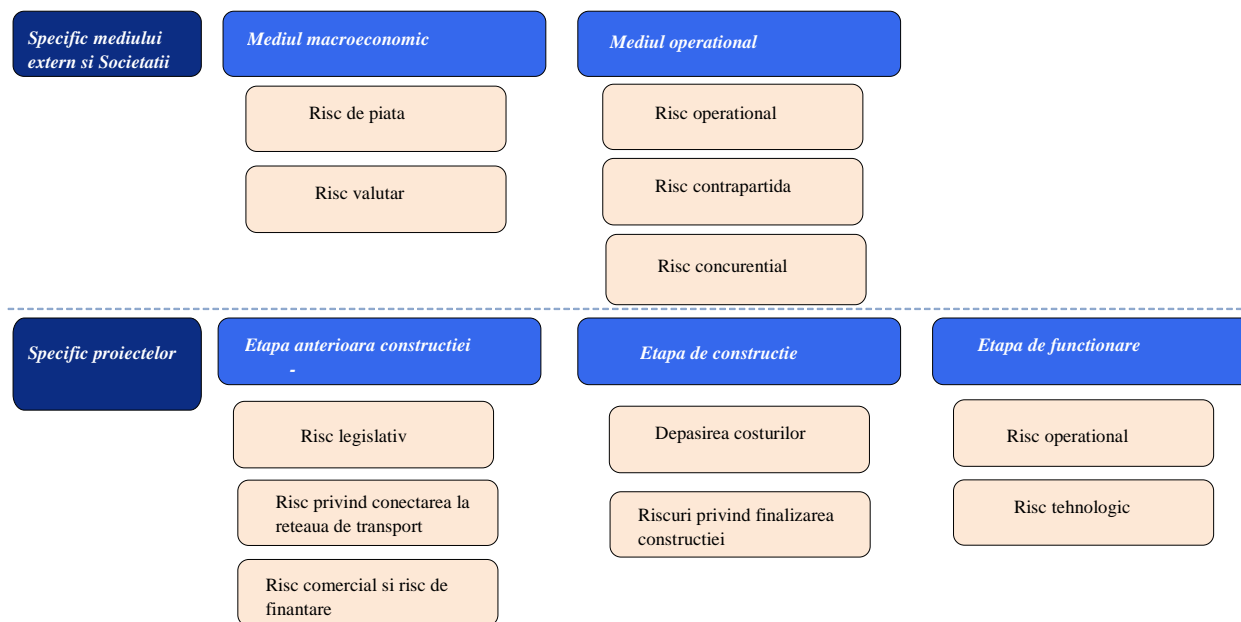 Specific mediului
extern si Societatii
Mediul macroeconomic
Mediul operational
Risc de piata
Risc operational
Risc valutar
Risc contrapartida
Risc concurential
Specific proiectelor
Etapa anterioara constructiei
-
Etapa de constructie
Etapa de functionare
Risc legislativ
Depasirea costurilor
Risc operational
Risc privind conectarea la
reteaua de transport
Riscuri privind finalizarea
constructiei
Risc tehnologic
Risc comercial si risc de
finantare